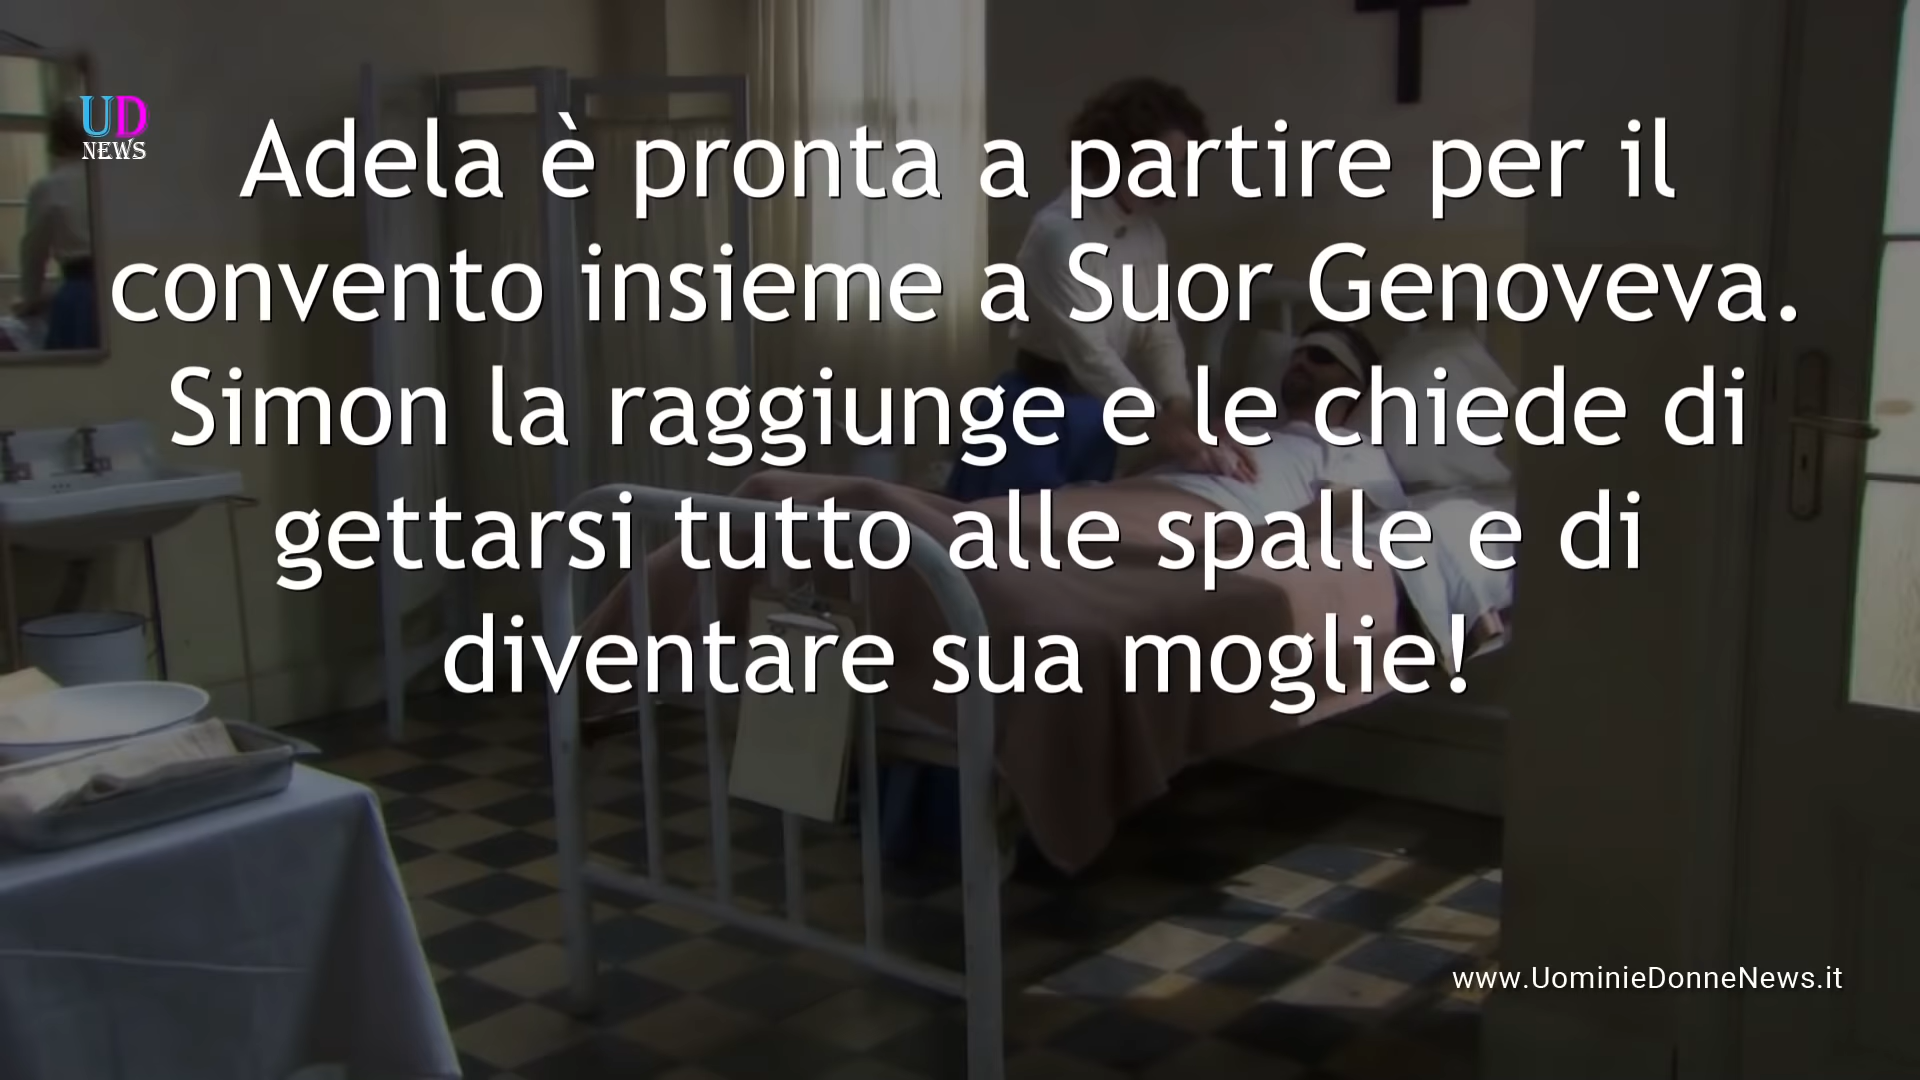 UD
NEWS
Adela è pronta a partire per il
convento insieme a Suor Genoveva.
Simon la raggiunge e le chiede di
gettarsi tutto alle spalle e di
diventare sua moglie!
www.UominieDonneNews.it